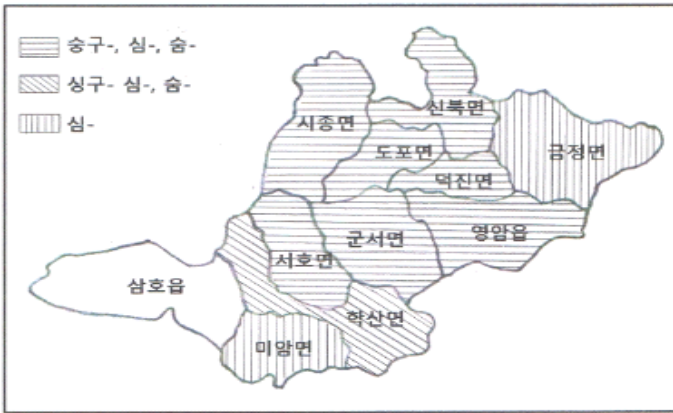 숭구-, 심-, 숨-
싱구- 심-, 숨-
심-
신북면
시종면
도포면
금정면
덕진면
군서면
영암읍
서호면
삼호읍
학산면
미암면